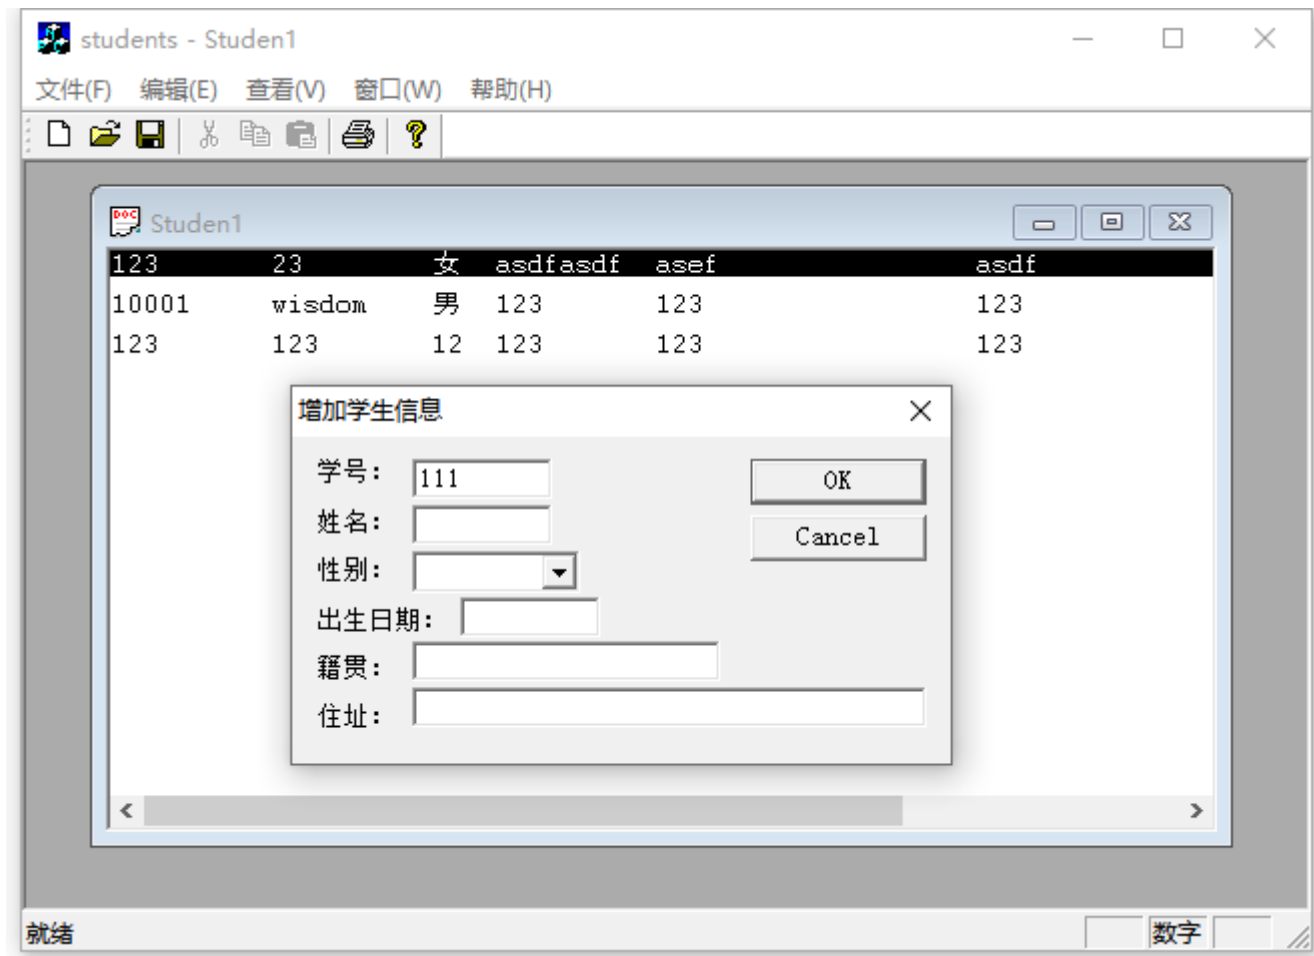 students - Studen1
文件(F) 编辑(E) 查看(V) 窗口(W) 帮助(H)
DOC Studen1
123 23 女 asdfasdf asef asdf
10001 wisdom 男 123 123 123
123 123 12 123 123 123
增加学生信息
学号: 111 OK
姓名: Cancel
性别:
出生日期:
籍贯:
住址:
就绪 数字